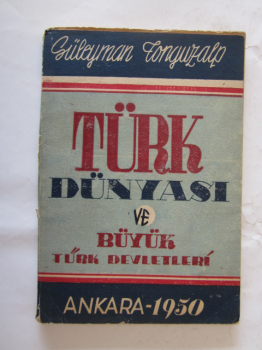 Süleyman Tonguzalp
TÜRK
DÜNYASI
VE
BÜYÜK
TÜRK DEVLETLERİ
ANKARA-1950